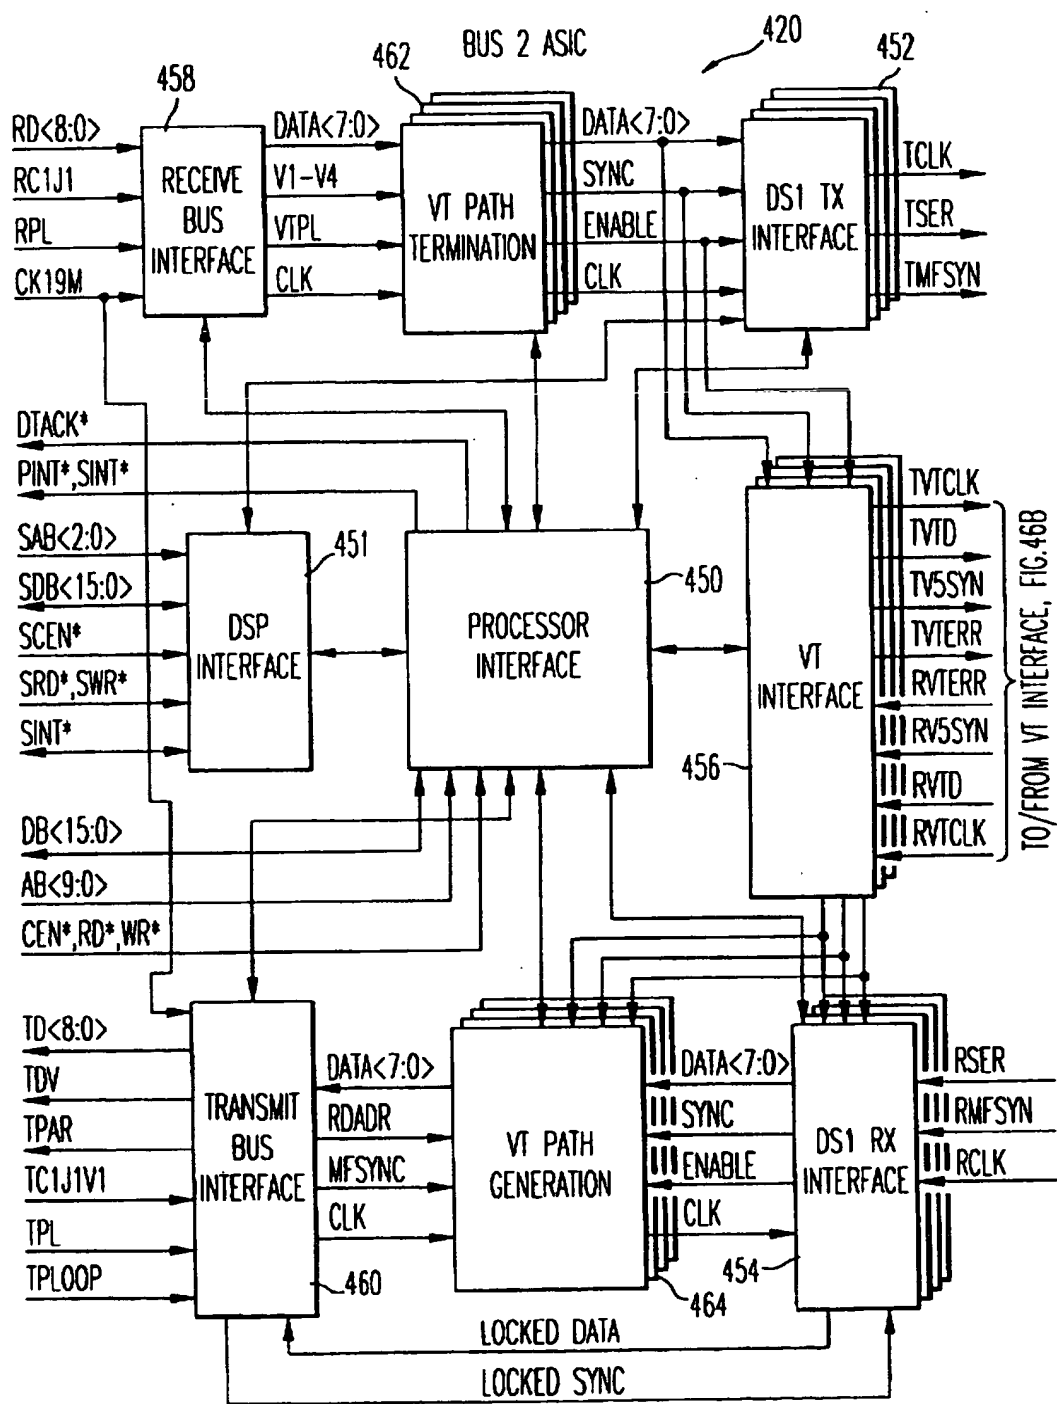 BUS 2 ASIC
420
458
462
452
RD<8:0>
RC1J1
RPL
CK19M
RECEIVE
BUS
INTERFACE
DATA<7:0>
V1-V4
VTPL
CLK
VT PATH
TERMINATION
DATA<7:0>
SYNC
ENABLE
CLK
DS1 TX
INTERFACE
TCLK
TSER
TMFSYN
DTACK*
PINT*,SINT*
SAB<2:0>
SDB<15:0>
SCEN*
SRD*,SWR*
SINT*
451
DSP
INTERFACE
450
PROCESSOR
INTERFACE
VT
INTERFACE
456
TVTCLK
TVTD
TV5SYN
TVTERR
RVTERR
RV5SYN
RVTD
RVTCLK
TO/FROM VT INTERFACE, FIG.46B
DB<15:0>
AB<9:0>
CEN*,RD*,WR*
TD<8:0>
TDV
TPAR
TC1J1V1
TPL
TPLOOP
TRANSMIT
BUS
INTERFACE
460
DATA<7:0>
RDADR
MFSYNC
CLK
VT PATH
GENERATION
464
DATA<7:0>
SYNC
ENABLE
CLK
DS1 RX
INTERFACE
454
RSER
RMFSYN
RCLK
LOCKED DATA
LOCKED SYNC